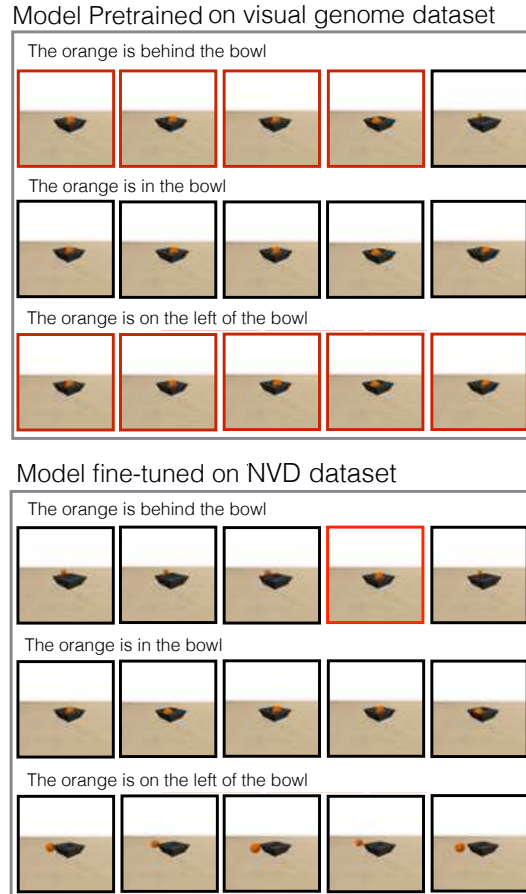 Model Pretrained on visual genome dataset
The orange is behind the bowl
The orange is in the bowl
The orange is on the left of the bowl
Model fine-tuned on NVD dataset
The orange is behind the bowl
The orange is in the bowl
The orange is on the left of the bowl